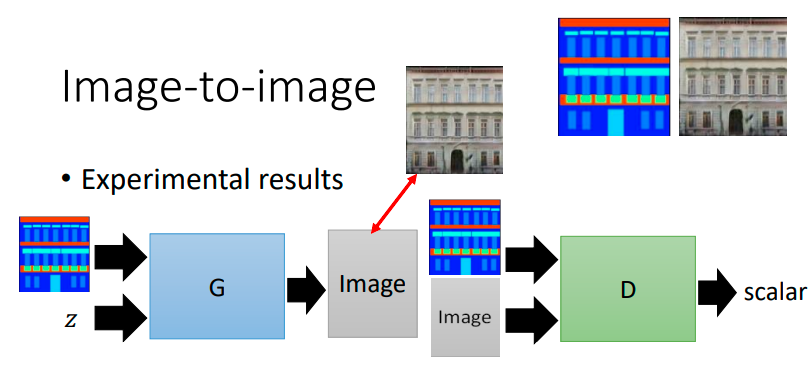 Image-to-image
• Experimental results
G
Image
z
Image
D
scalar